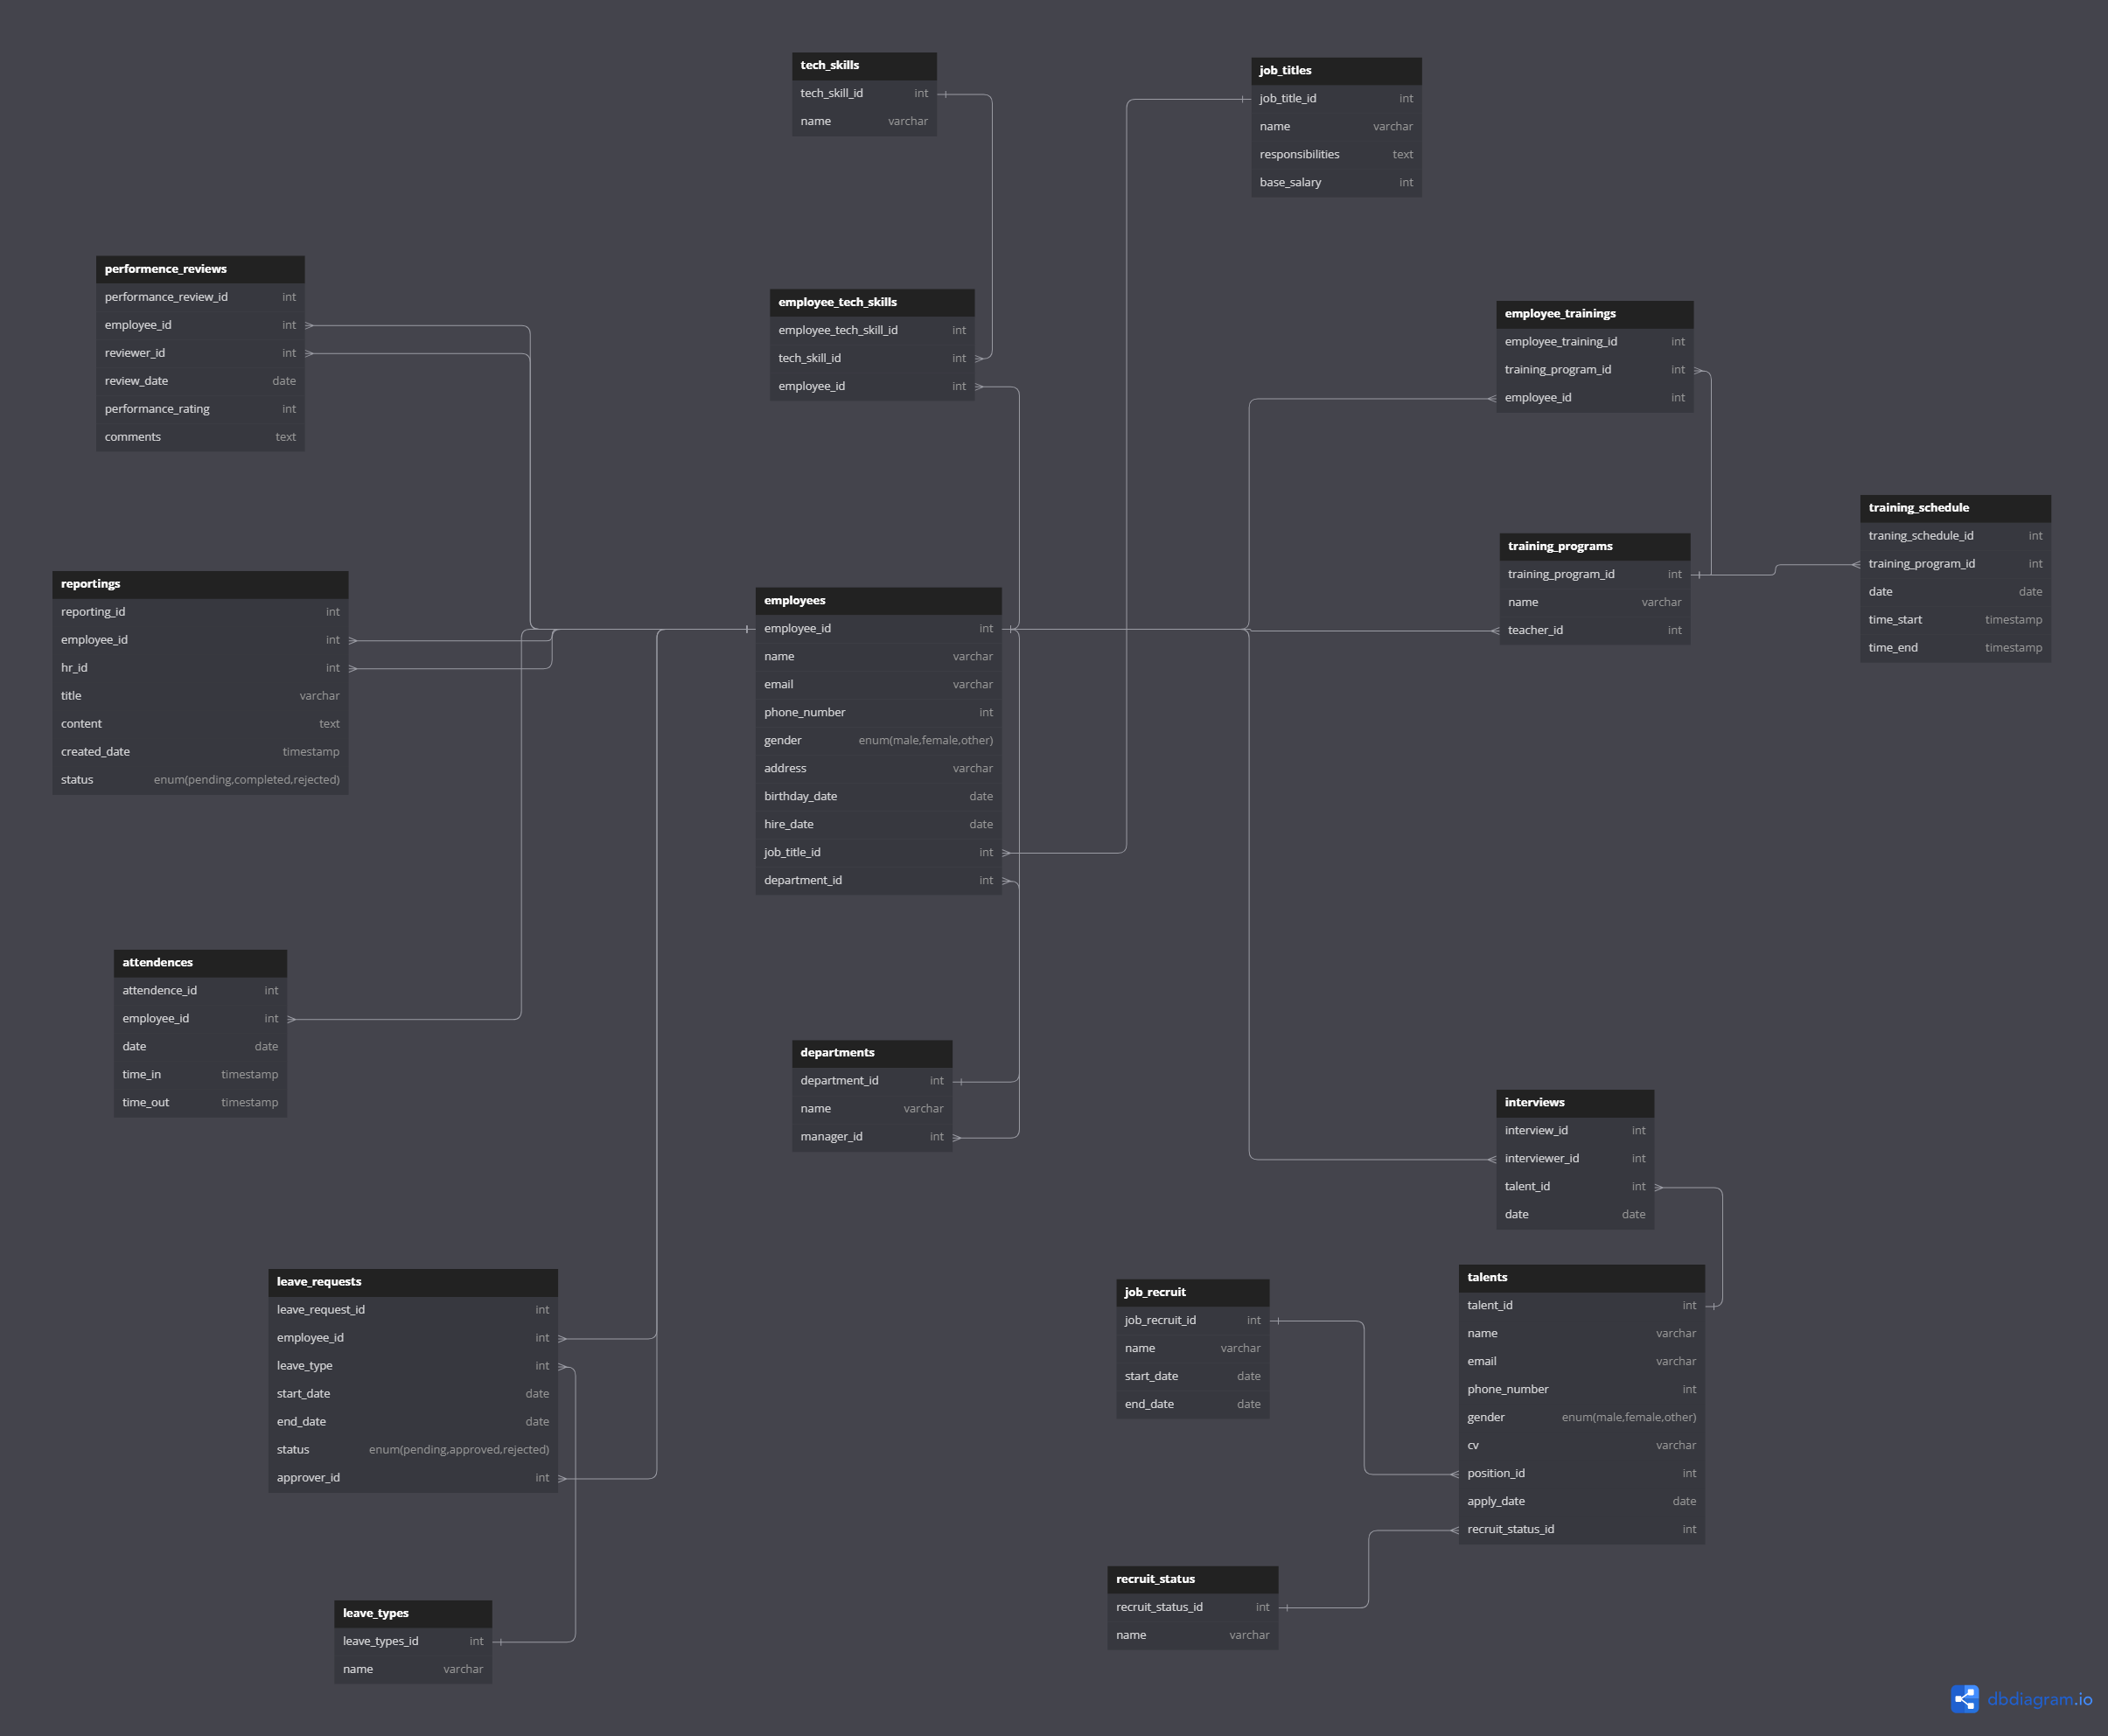 tech_skills
tech_skill_id int
name varchar
job_titles
job_title_id int
name varchar
responsibilities text
base_salary int
performence_reviews
performance_review_id int
employee_id int
reviewer_id int
review_date date
performance_rating int
comments text
employee_tech_skills
employee_tech_skill_id int
tech_skill_id int
employee_id int
employee_trainings
employee_training_id int
training_program_id int
employee_id int
training_schedule
traning_schedule_id int
training_program_id int
date date
time_start timestamp
time_end timestamp
training_programs
training_program_id int
name varchar
teacher_id int
reportings
reporting_id int
employee_id int
hr_id int
title varchar
content text
created_date timestamp
status enum(pending,completed,rejected)
employees
employee_id int
name varchar
email varchar
phone_number int
gender enum(male,female,other)
address varchar
birthday_date date
hire_date date
job_title_id int
department_id int
attendences
attendence_id int
employee_id int
date date
time_in timestamp
time_out timestamp
departments
department_id int
name varchar
manager_id int
interviews
interview_id int
interviewer_id int
talent_id int
date date
leave_requests
leave_request_id int
employee_id int
leave_type int
start_date date
end_date date
status enum(pending,approved,rejected)
approver_id int
job_recruit
job_recruit_id int
name varchar
start_date date
end_date date
talents
talent_id int
name varchar
email varchar
phone_number int
gender enum(male,female,other)
cv varchar
position_id int
apply_date date
recruit_status_id int
recruit_status
recruit_status_id int
name varchar
leave_types
leave_types_id int
name varchar
dbdiagram.io